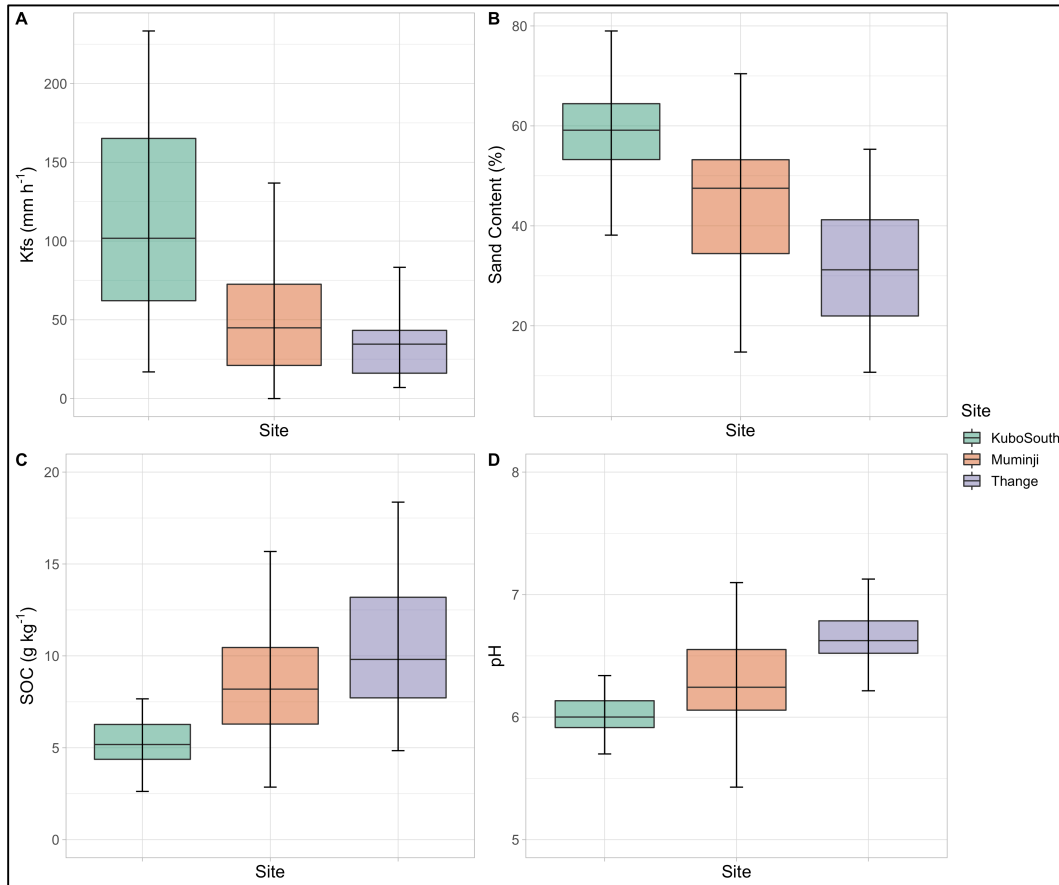 A
Kfs (mm h⁻¹)
200
150
100
50
0
Site
B
Sand Content (%)
80
60
40
20
Site
Site
KuboSouth
Muminji
Thange
C
SOC (g kg⁻¹)
20
15
10
5
0
Site
D
pH
8
7
6
5
Site